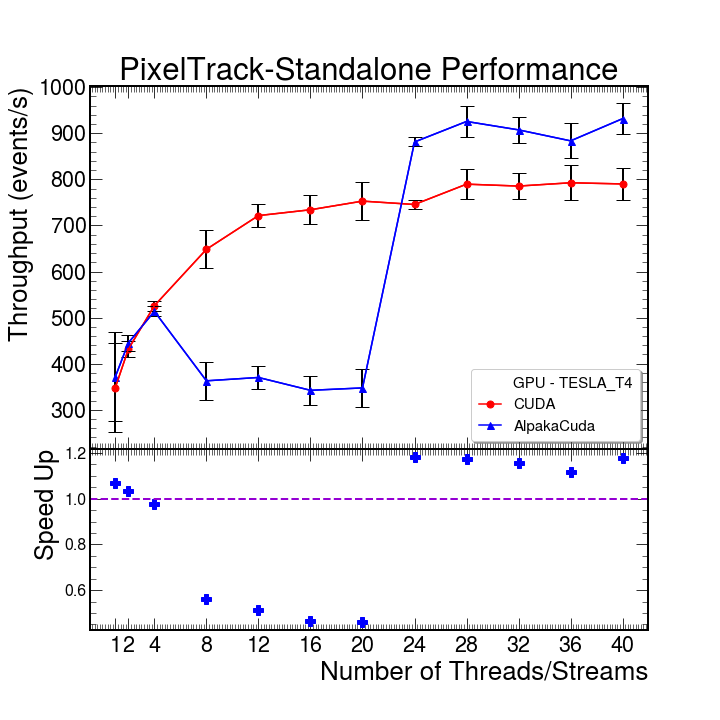 PixelTrack-Standalone Performance
Throughput (events/s)
1000
900
800
700
600
500
400
300
GPU - TESLA_T4
CUDA
AlpakaCuda
Speed Up
1.2
1.0
0.8
0.6
1 2 4 8 12 16 20 24 28 32 36 40
Number of Threads/Streams